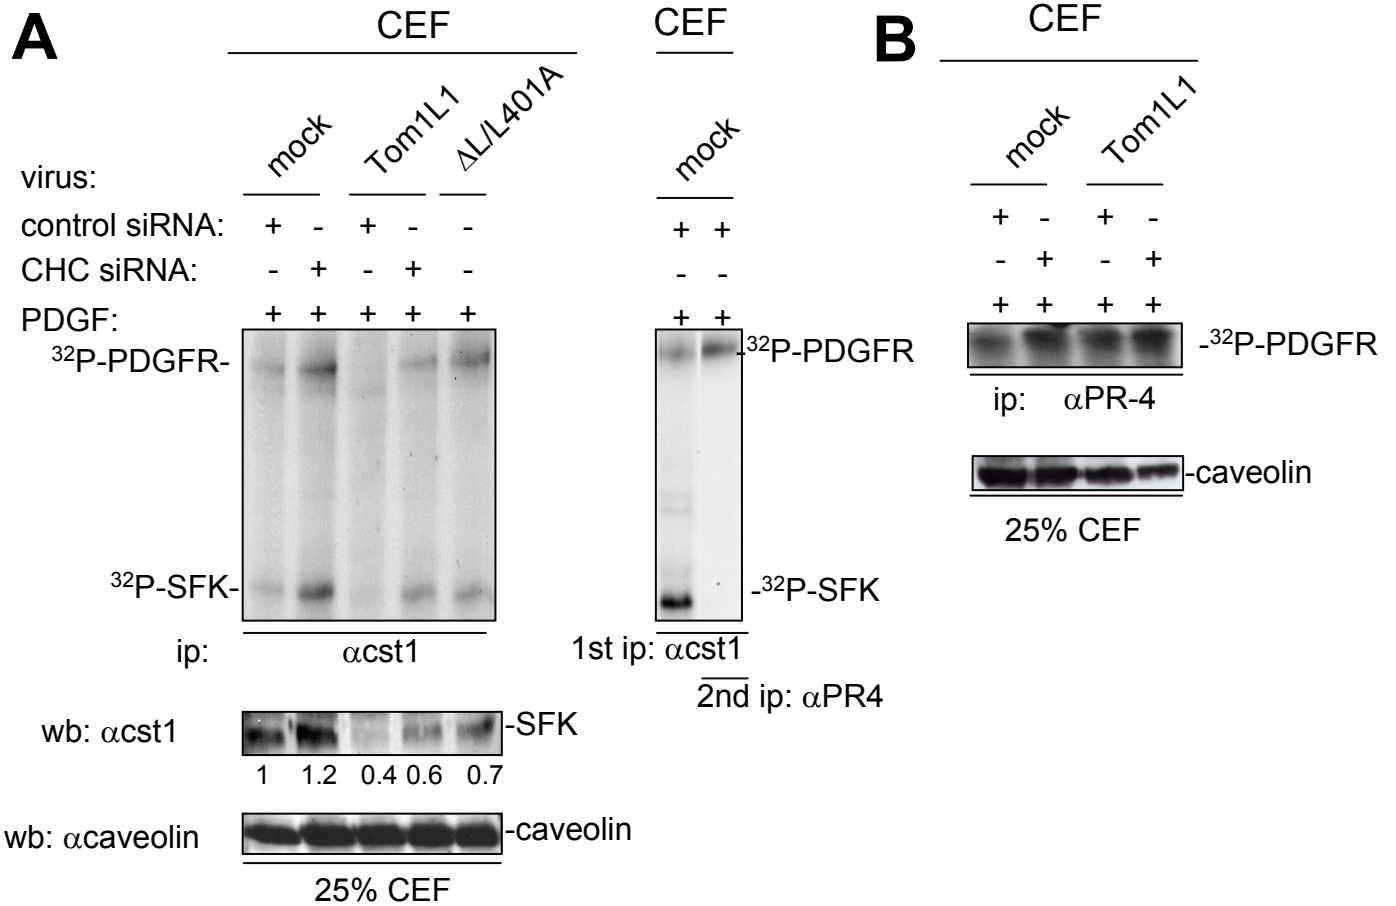 A
CEF
mock
Tom1L1
ΔL/L401A
virus:
control siRNA: + - + - -
CHC siRNA: - + - + -
PDGF: + + + + +
³²P-PDGFR-
³²P-SFK-
ip: αcst1
wb: αcst1
-SFK
1 1.2 0.4 0.6 0.7
wb: αcaveolin
-caveolin
25% CEF
CEF
mock
+ +
- -
+ +
-³²P-PDGFR
-³²P-SFK
1st ip: αcst1
2nd ip: αPR4
B
CEF
mock
Tom1L1
+ - + -
- + - +
+ + + +
-³²P-PDGFR
ip: αPR-4
-caveolin
25% CEF